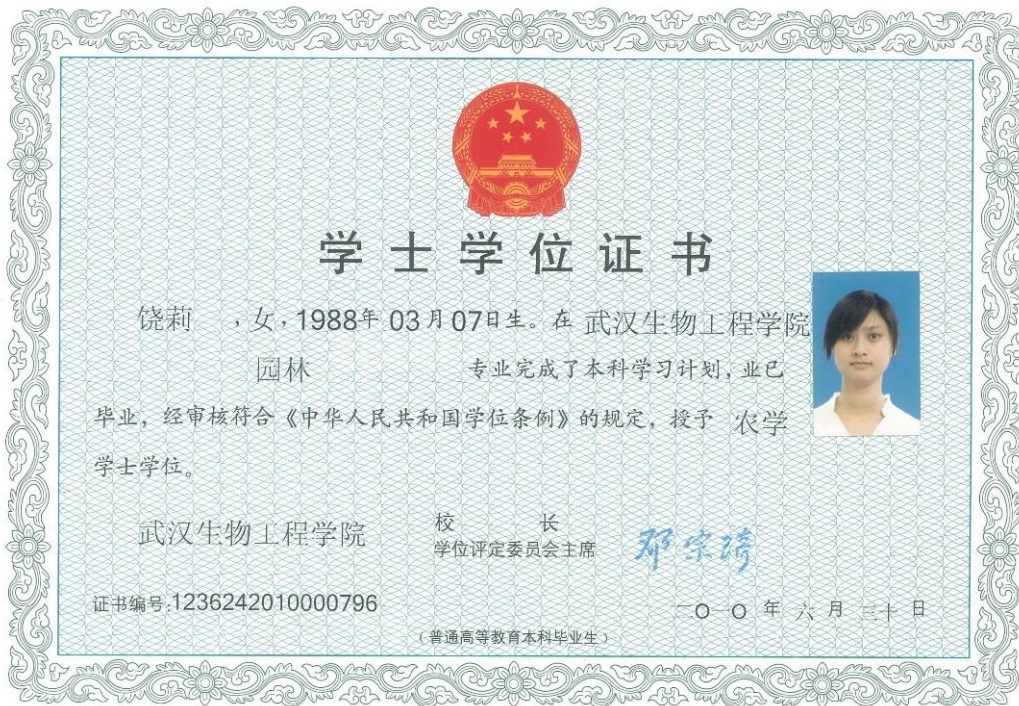 学士学位证书
饶莉 ，女，1988年 03月07日生。在 武汉生物工程学院
园林 专业完成了本科学习计划，业已
毕业，经审核符合《中华人民共和国学位条例》的规定，授予 农学
学士学位。
武汉生物工程学院
校 长
学位评定委员会主席
邓宗琦
证书编号:1236242010000796
二〇一〇 年 六 月 三十 日
（普通高等教育本科毕业生）